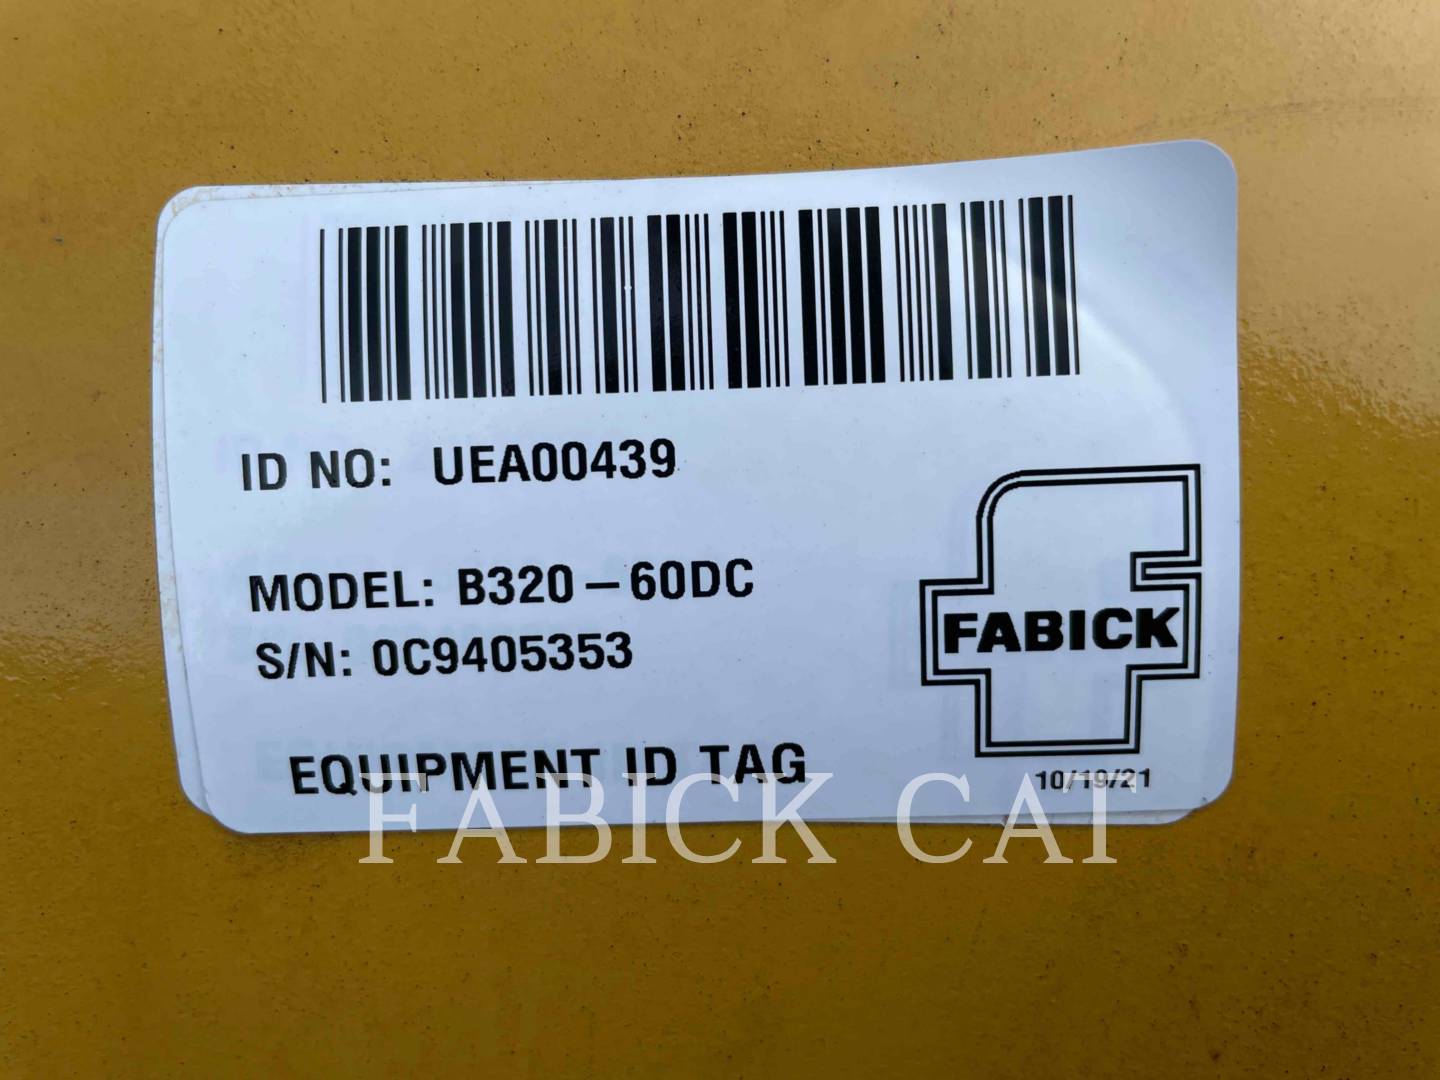 ID NO: UEA00439
MODEL: B320-60DC
S/N: 0C9405353
FABICK
EQUIPMENT ID TAG
10/19/21
FABICK CAT